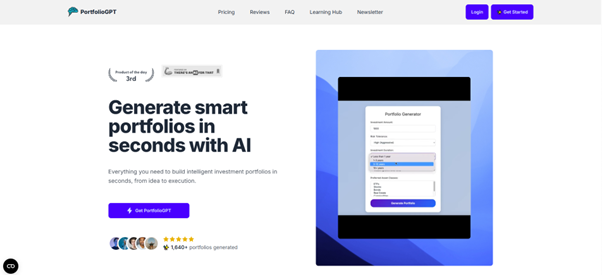 PortfolioGPT
Pricing
Reviews
FAQ
Learning Hub
Newsletter
Login
Get Started
Product of the day
3rd
THERE'S AN AI FOR THAT
Generate smart
portfolios in
seconds with AI
Everything you need to build intelligent investment portfolios in
seconds, from idea to execution.
Get PortfolioGPT
1,640+ portfolios generated
Portfolio Generator
Generate Portfolio